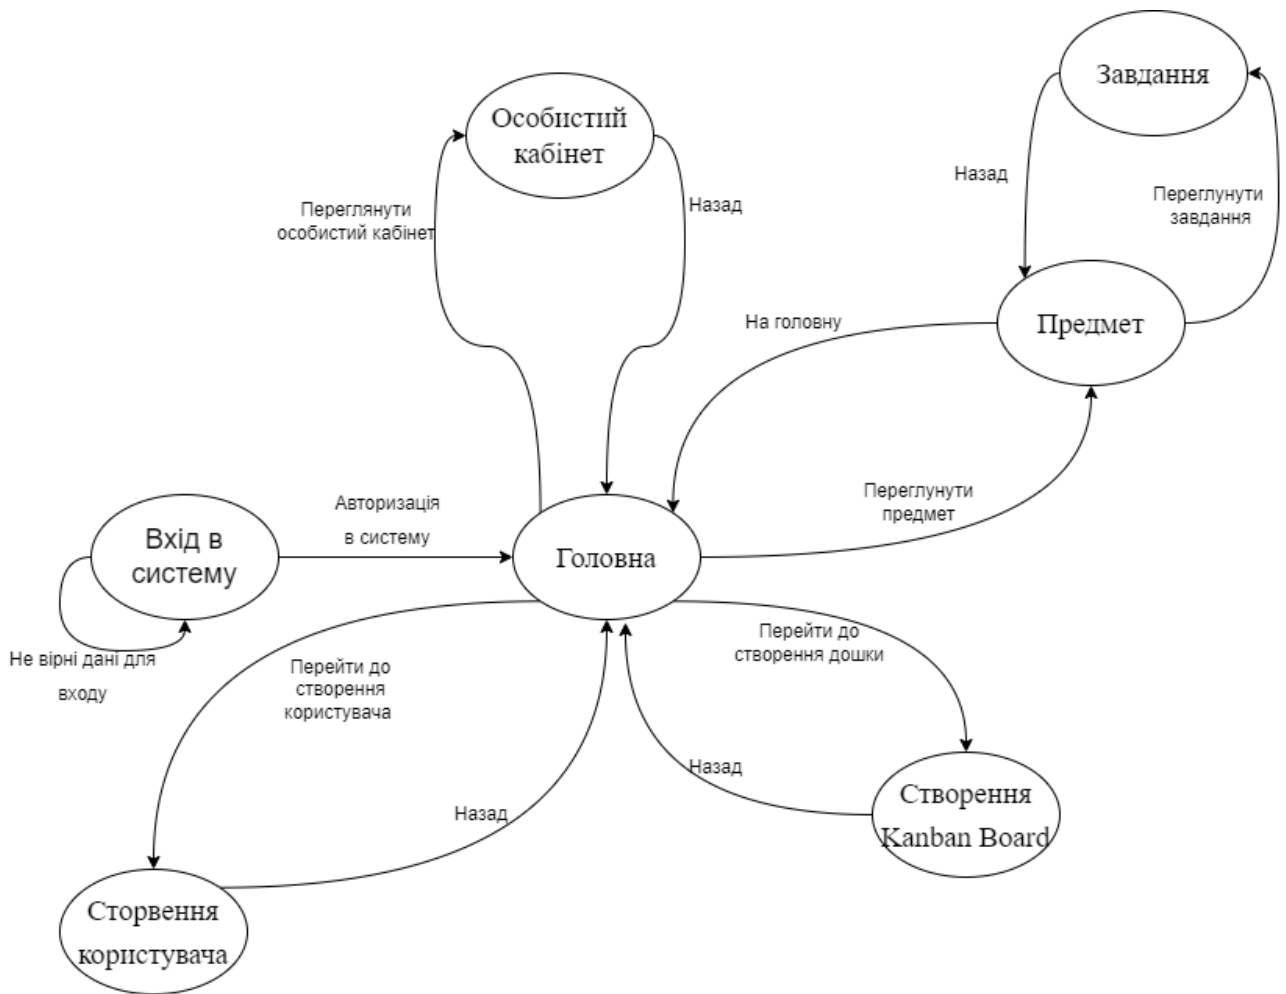 Завдання
Особистий
кабінет
Назад
Переглунути
завдання
Переглянути
особистий кабінет
Назад
На головну
Предмет
Переглунути
предмет
Авторизація
в систему
Вхід в
систему
Головна
Не вірні дані для
входу
Перейти до
створення
користувача
Перейти до
створення дошки
Назад
Назад
Створення
Kanban Board
Сторвення
користувача